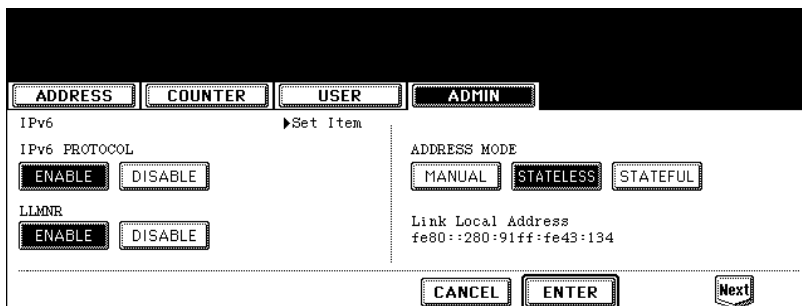 ADDRESS COUNTER USER ADMIN
IPv6 ▶Set Item
IPv6 PROTOCOL
ENABLE DISABLE
LLMNR
ENABLE DISABLE
ADDRESS MODE
MANUAL STATELESS STATEFUL
Link Local Address
fe80::280:91ff:fe43:134
CANCEL ENTER Next